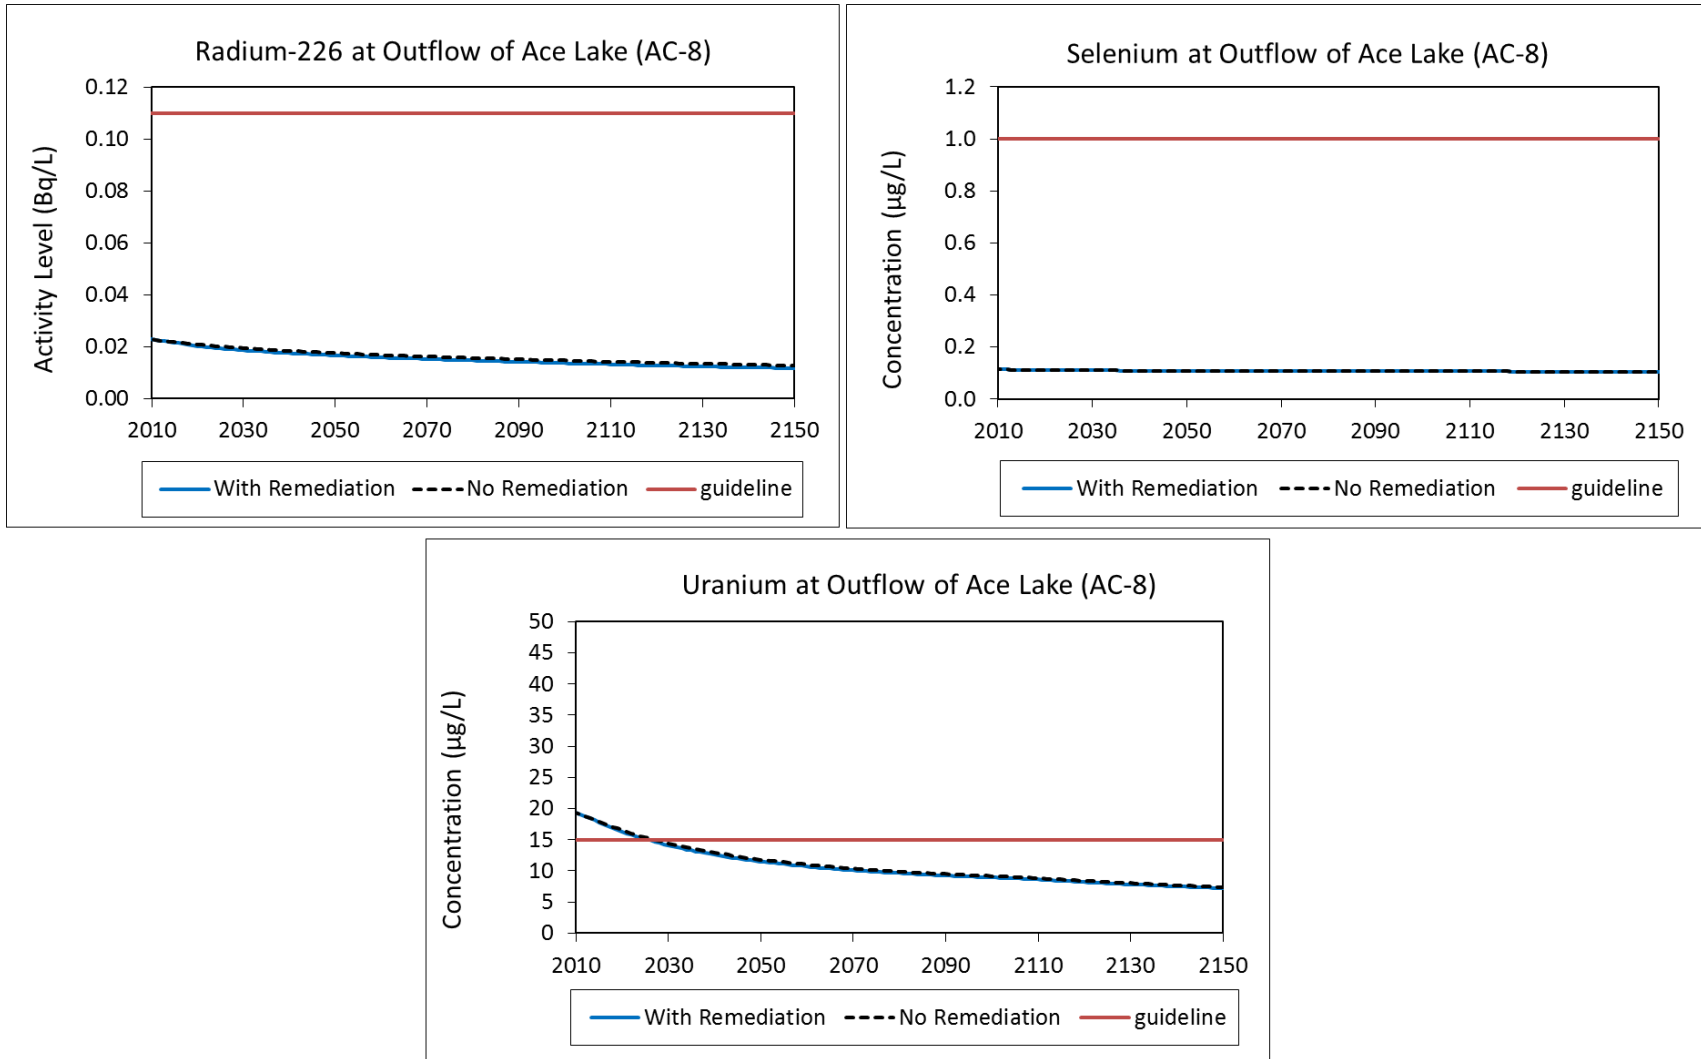 Radium-226 at Outflow of Ace Lake (AC-8)
Activity Level (Bq/L)
0.12
0.10
0.08
0.06
0.04
0.02
0.00
2010 2030 2050 2070 2090 2110 2130 2150
With Remediation No Remediation guideline
Selenium at Outflow of Ace Lake (AC-8)
Concentration (µg/L)
1.2
1.0
0.8
0.6
0.4
0.2
0.0
2010 2030 2050 2070 2090 2110 2130 2150
With Remediation No Remediation guideline
Uranium at Outflow of Ace Lake (AC-8)
Concentration (µg/L)
50
45
40
35
30
25
20
15
10
5
0
2010 2030 2050 2070 2090 2110 2130 2150
With Remediation No Remediation guideline